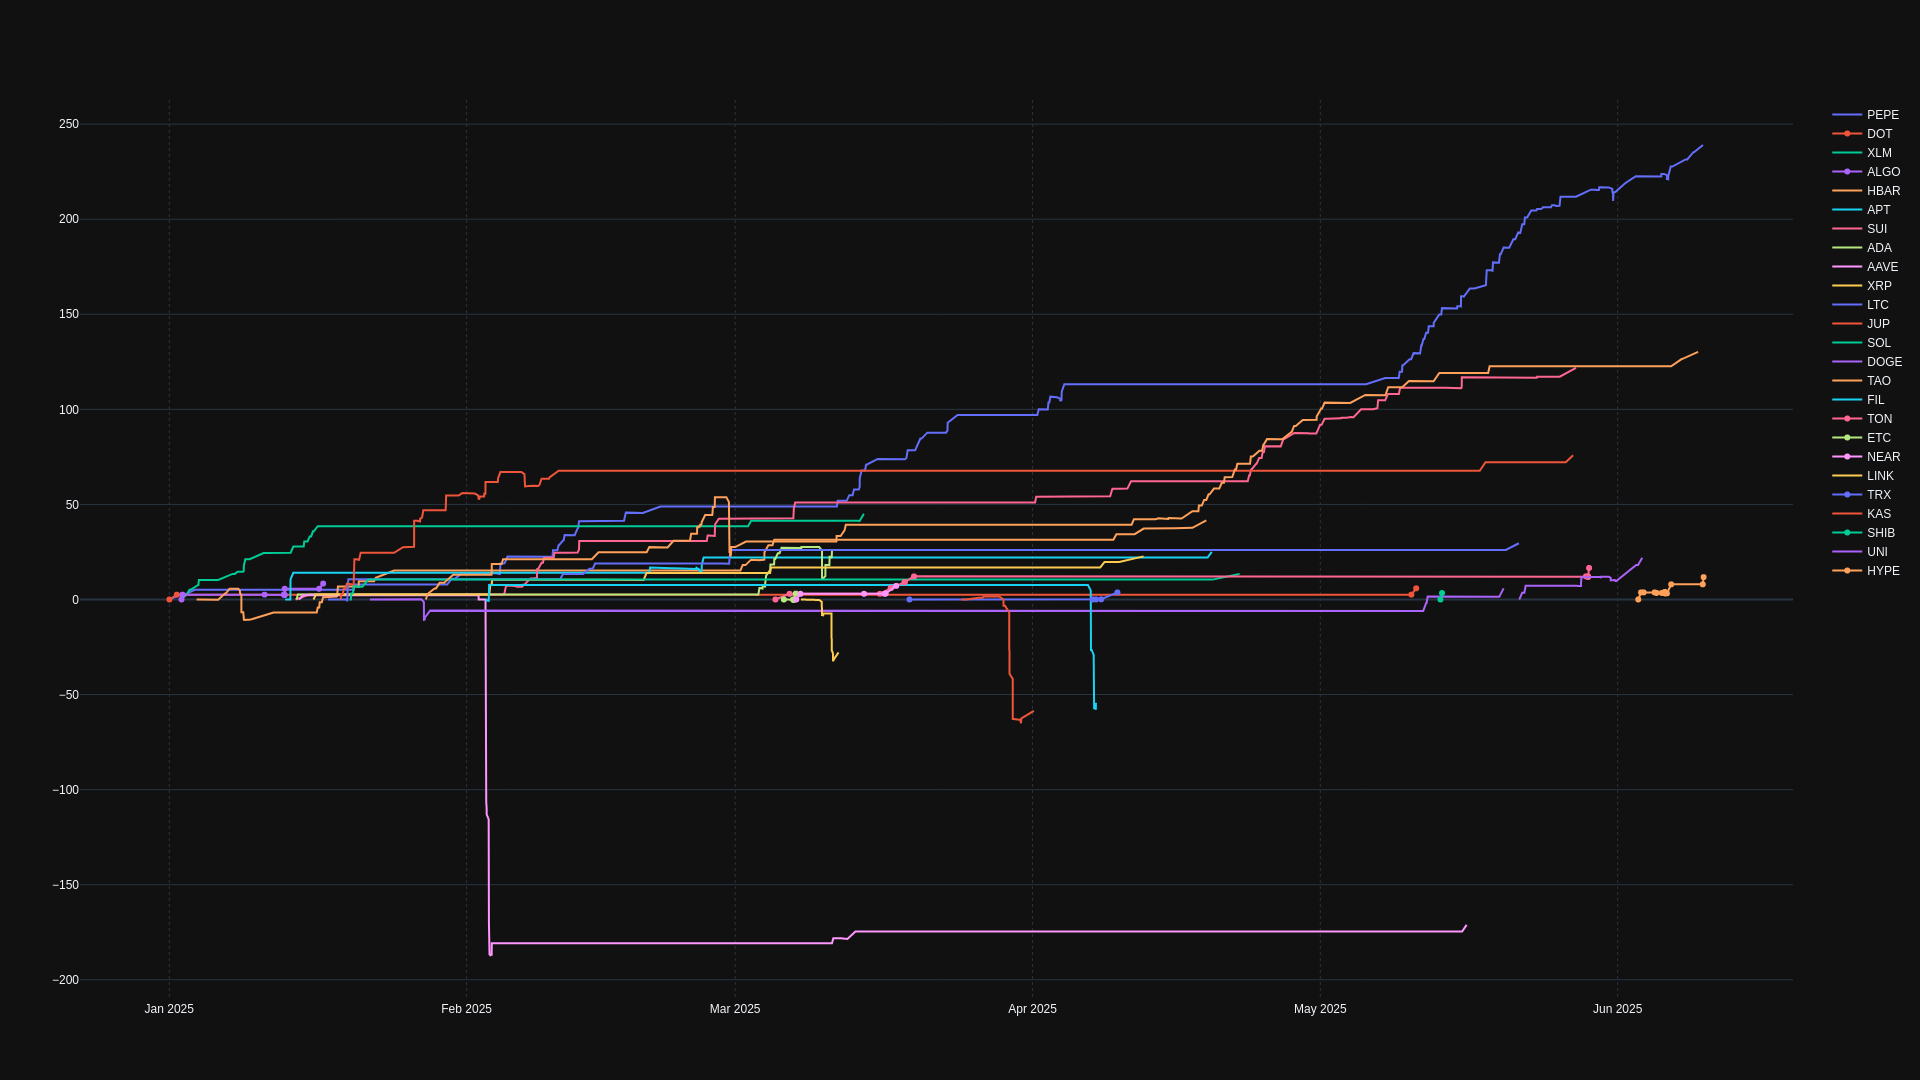 250
200
150
100
50
0
−50
−100
−150
−200
Jan 2025
Feb 2025
Mar 2025
Apr 2025
May 2025
Jun 2025
PEPE
DOT
XLM
ALGO
HBAR
APT
SUI
ADA
AAVE
XRP
LTC
JUP
SOL
DOGE
TAO
FIL
TON
ETC
NEAR
LINK
TRX
KAS
SHIB
UNI
HYPE